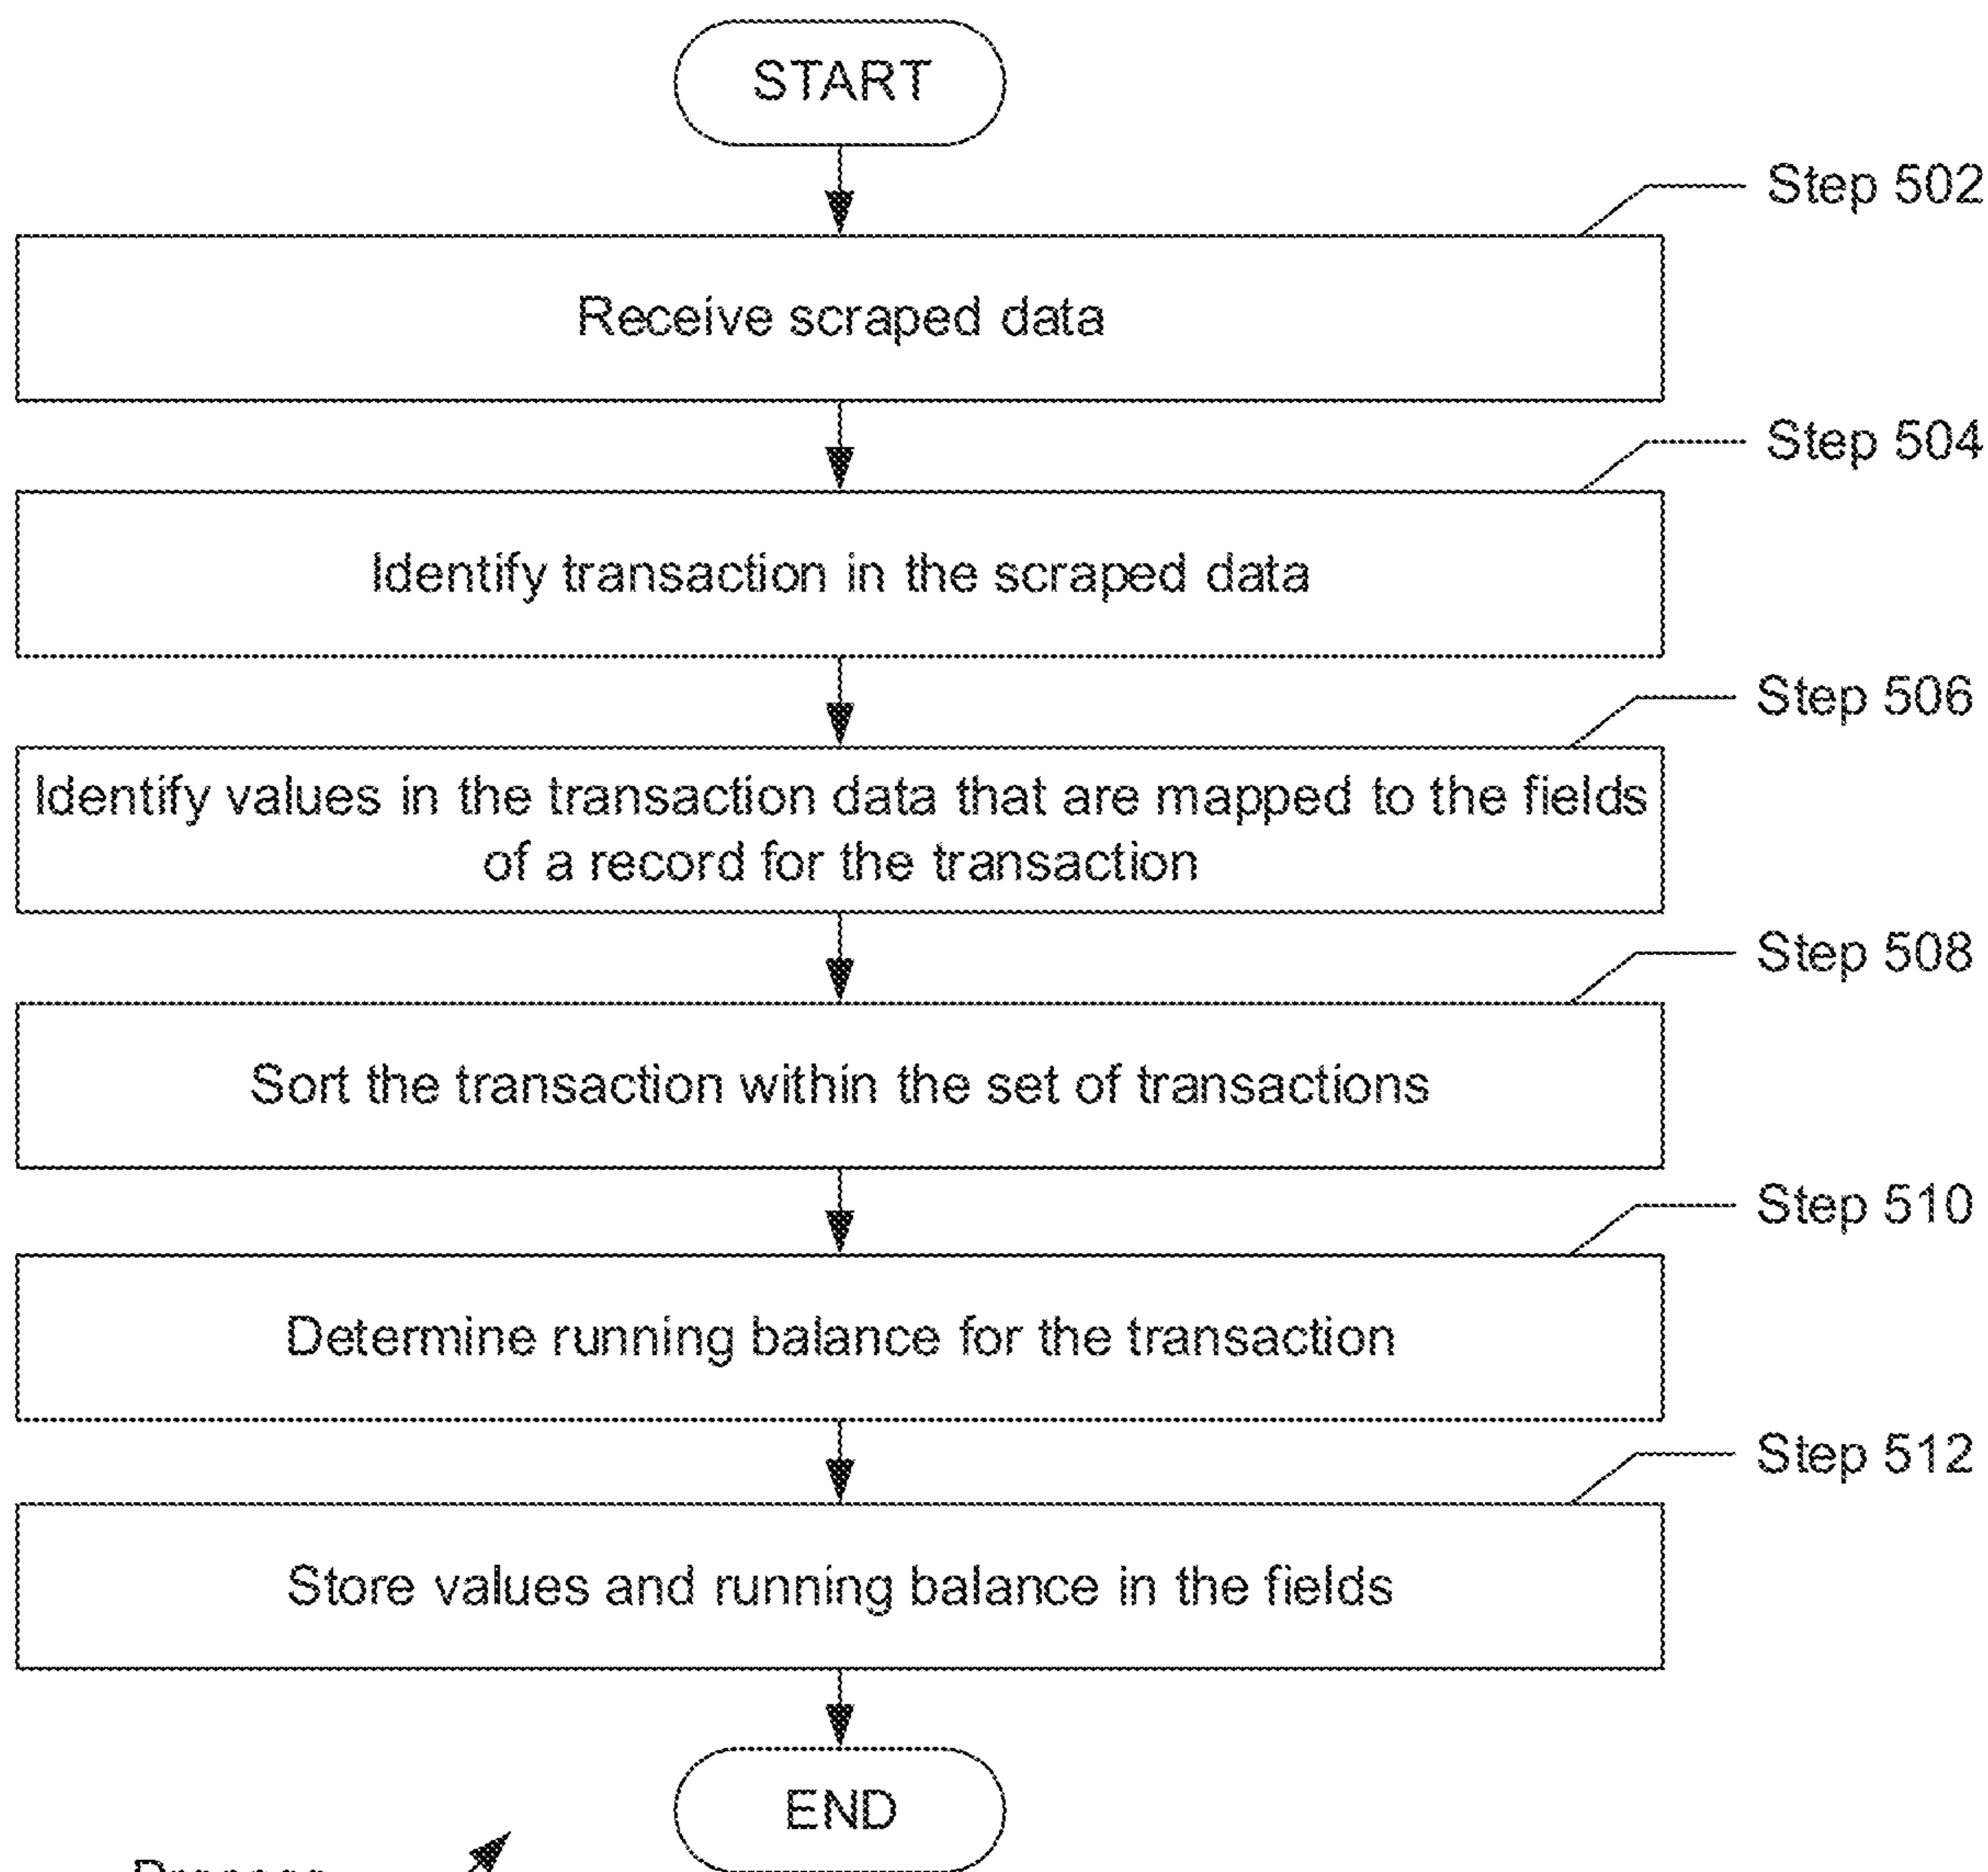 START
Step 502
Receive scraped data
Step 504
Identify transaction in the scraped data
Step 506
Identify values in the transaction data that are mapped to the fields
of a record for the transaction
Step 508
Sort the transaction within the set of transactions
Step 510
Determine running balance for the transaction
Step 512
Store values and running balance in the fields
END